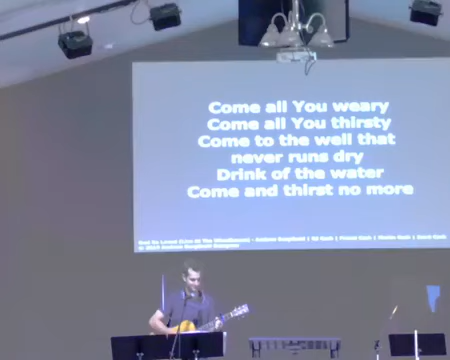 Come all You weary
Come all You thirsty
Come to the well that
never runs dry
Drink of the water
Come and thirst no more